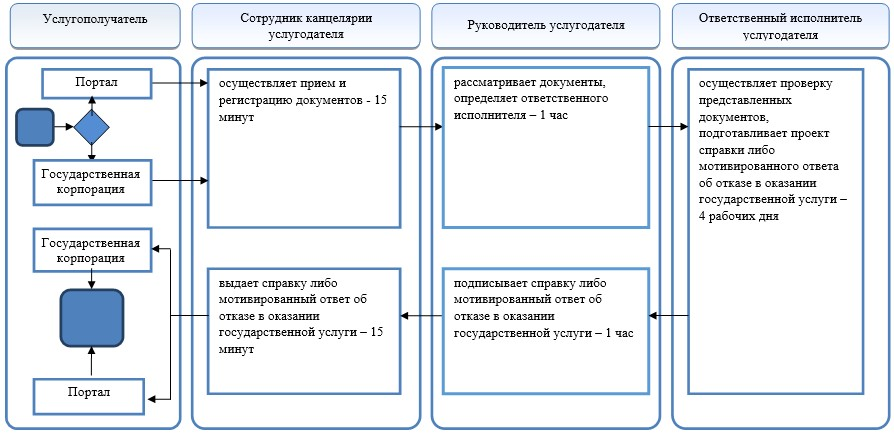 Услугополучатель
Сотрудник канцелярии
услугодателя
Руководитель услугодателя
Ответственный исполнитель
услугодателя
Портал
Государственная
корпорация
осуществляет прием и
регистрацию документов - 15
минут
рассматривает документы,
определяет ответственного
исполнителя – 1 час
осуществляет проверку
представленных
документов,
подготавливает проект
справки либо
мотивированного ответа
об отказе в оказании
государственной услуги –
4 рабочих дня
Государственная
корпорация
Портал
выдает справку либо
мотивированный ответ об
отказе в оказании
государственной услуги – 15
минут
подписывает справку либо
мотивированный ответ об
отказе в оказании
государственной услуги – 1 час